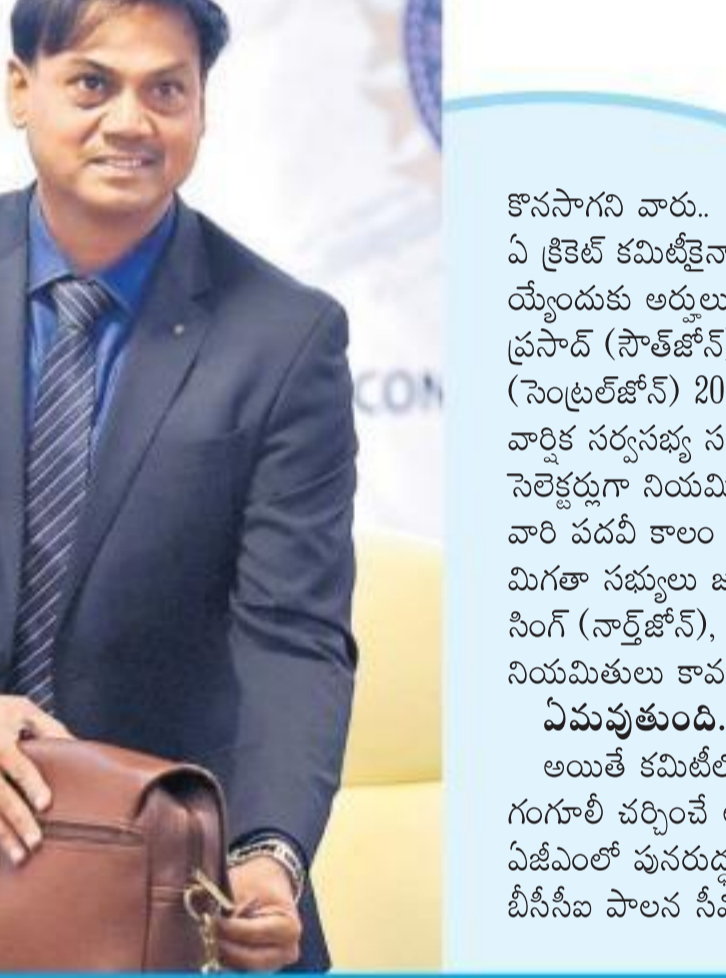 CON
కొనసాగని వారు..
ఏ క్రికెట్ కమిటీకైనా
య్యేందుకు అర్హులు
ప్రసాద్ (సౌత్‌జోన్
(సెంట్రల్‌జోన్) 20
వార్షిక సర్వసభ్య స
సెలెక్టర్లుగా నియమి
వారి పదవీ కాలం
మిగతా సభ్యులు జ
సింగ్ (నార్త్‌జోన్),
నియమితులు కావ
ఏమవుతుంది.
అయితే కమిటీలో
గంగూలీ చర్చించే
ఏజీఎంలో పునరుద్ధ
బీసీసీఐ పాలన